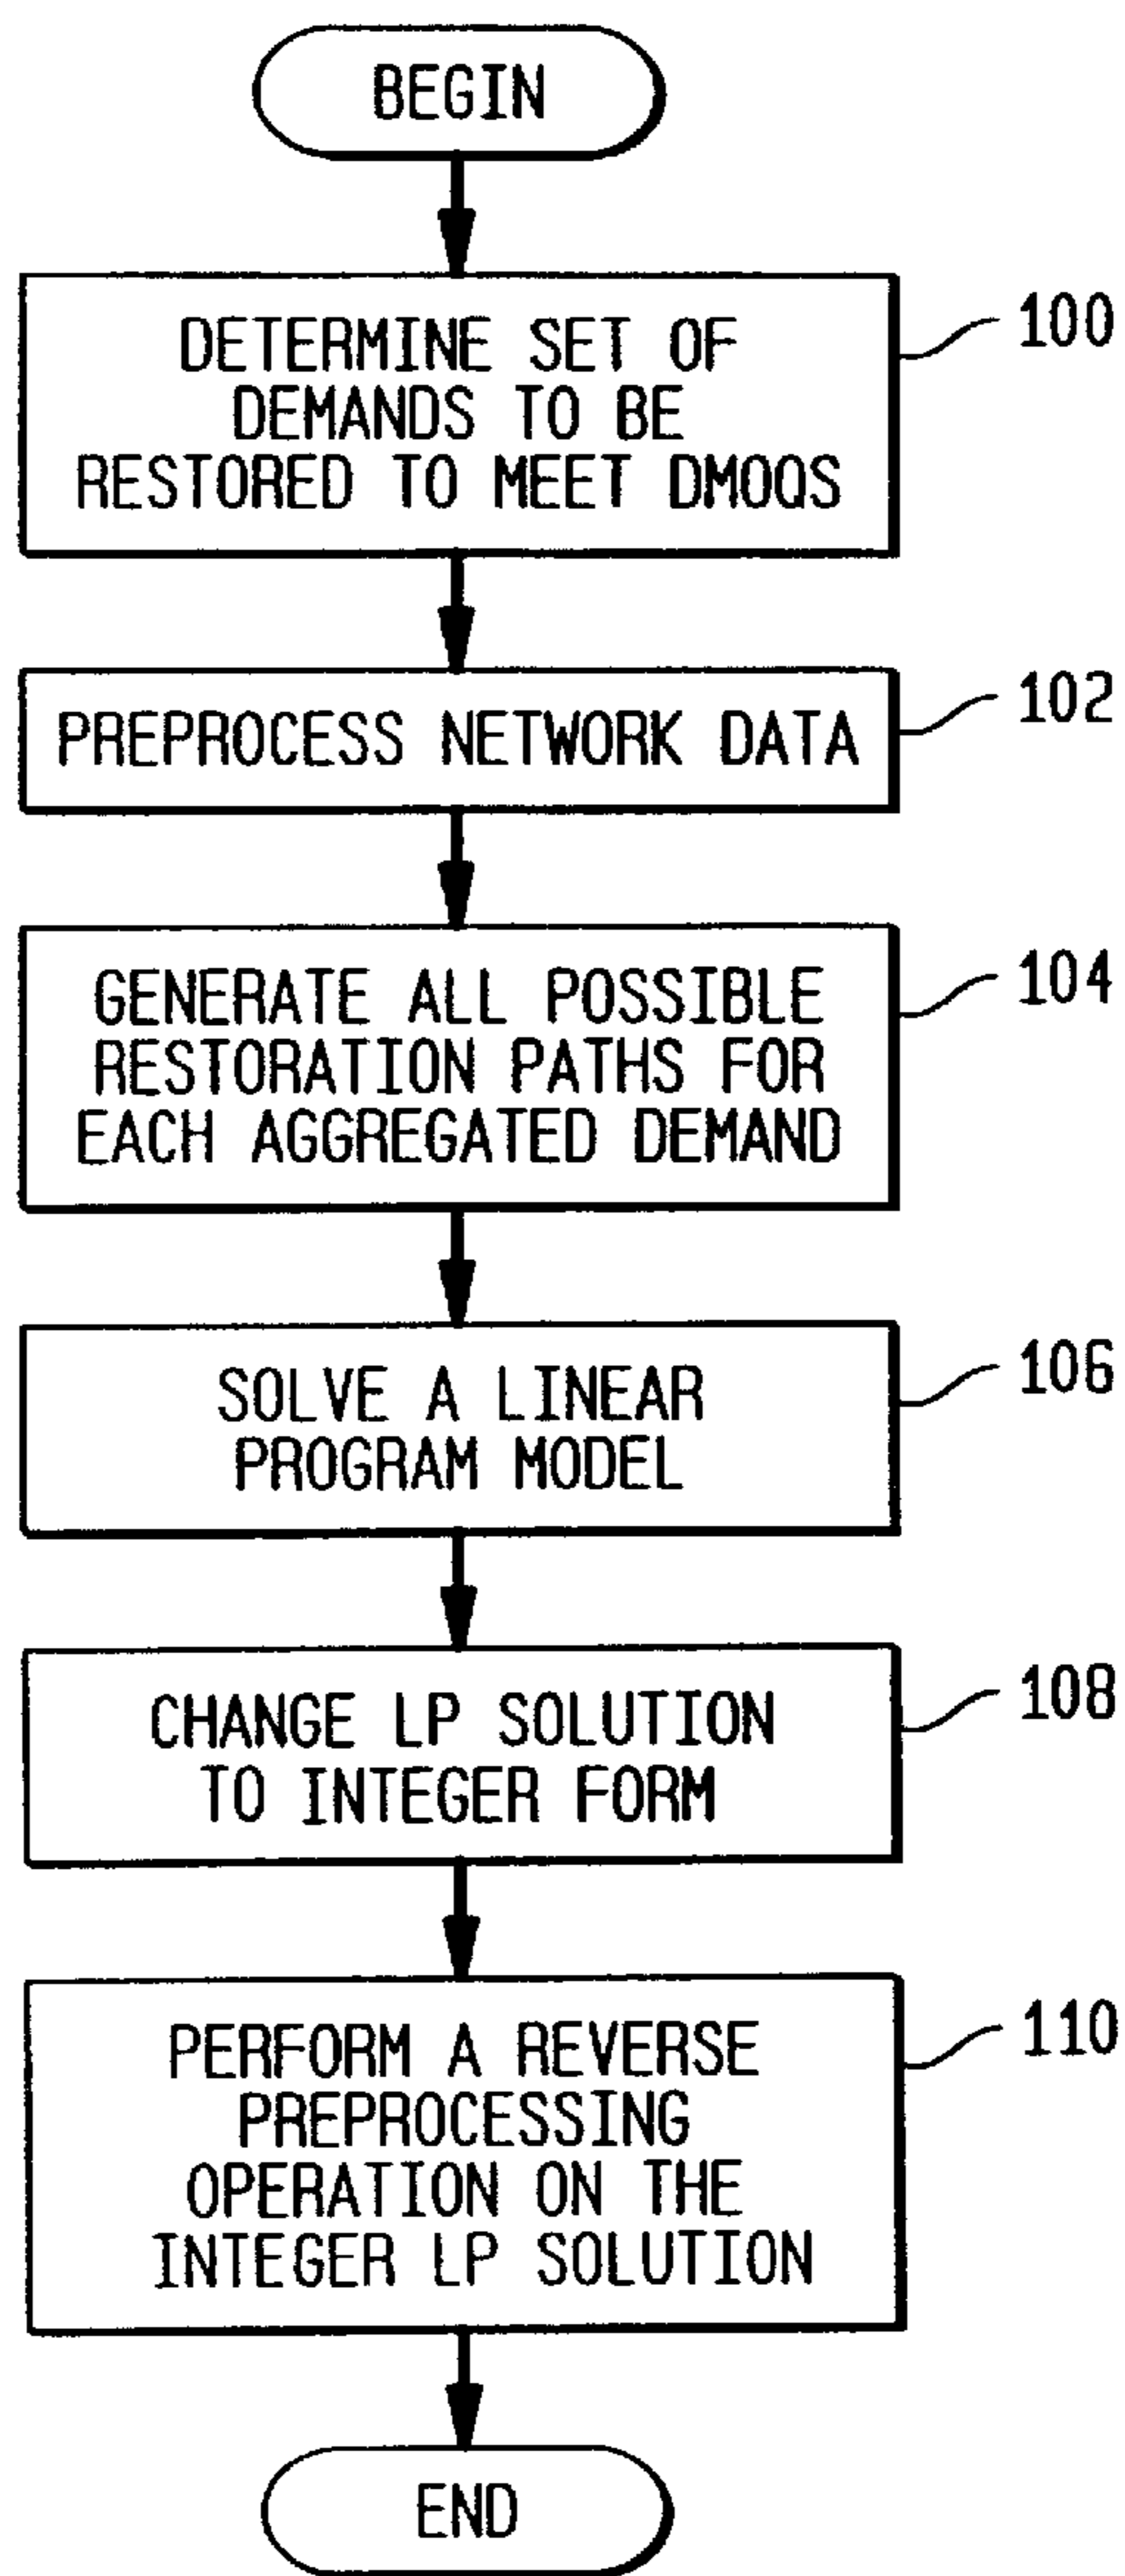 BEGIN
DETERMINE SET OF
DEMANDS TO BE
RESTORED TO MEET DMOQS
100
PREPROCESS NETWORK DATA
102
GENERATE ALL POSSIBLE
RESTORATION PATHS FOR
EACH AGGREGATED DEMAND
104
SOLVE A LINEAR
PROGRAM MODEL
106
CHANGE LP SOLUTION
TO INTEGER FORM
108
PERFORM A REVERSE
PREPROCESSING
OPERATION ON THE
INTEGER LP SOLUTION
110
END